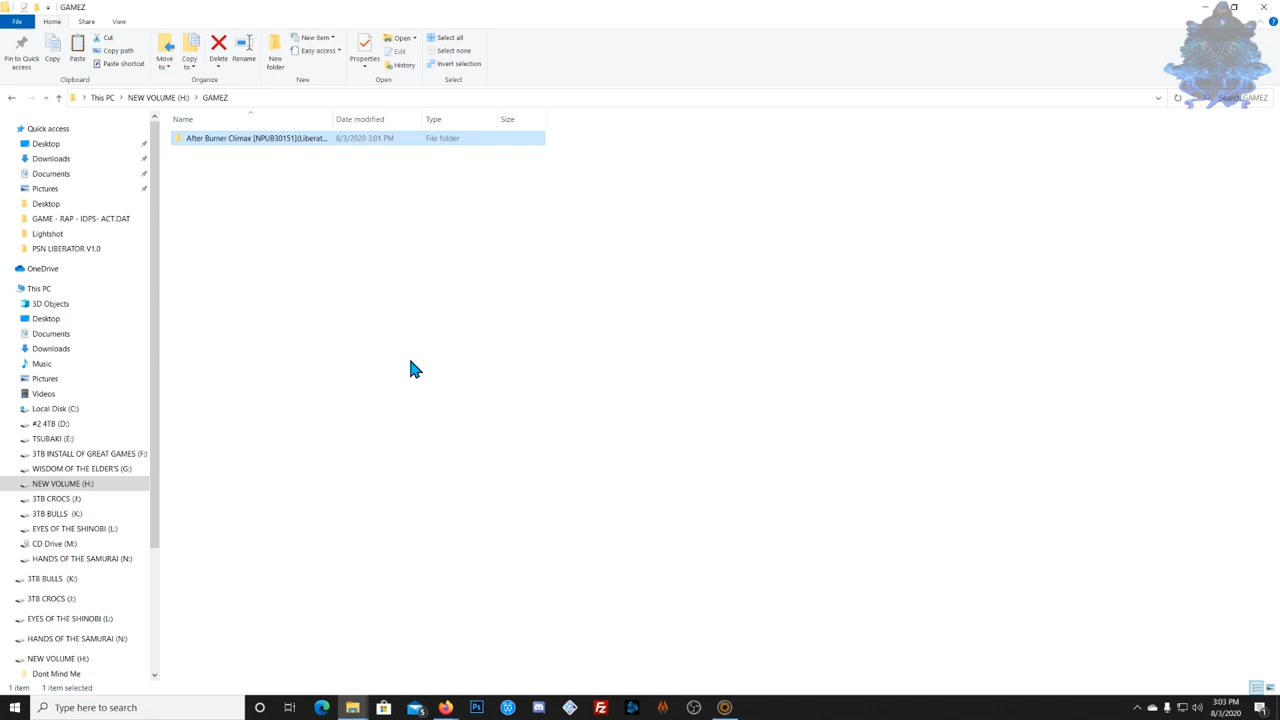 GAMEZ
File Home Share View
Pin to Quick access
Copy
Paste
Cut
Copy path
Paste shortcut
Move to
Copy to
Delete
Rename
New folder
New item
Easy access
Properties
Open
Edit
History
Select all
Select none
Invert selection
Clipboard Organize New Open Select
This PC NEW VOLUME (H:) GAMEZ
Search GAMEZ
Name Date modified Type Size
After Burner Climax [NPUB30151](Liberat... 8/3/2020 3:01 PM File folder
Quick access
Desktop
Downloads
Documents
Pictures
Desktop
GAME - RAP - IDPS- ACT.DAT
Lightshot
PSN LIBERATOR V1.0
OneDrive
This PC
3D Objects
Desktop
Documents
Downloads
Music
Pictures
Videos
Local Disk (C:)
#2 4TB (D:)
TSUBAKI (E:)
3TB INSTALL OF GREAT GAMES (F:)
WISDOM OF THE ELDER'S (G:)
NEW VOLUME (H:)
3TB CROCS (J:)
3TB BULLS (K:)
EYES OF THE SHINOBI (L:)
CD Drive (M:)
HANDS OF THE SAMURAI (N:)
3TB BULLS (K:)
3TB CROCS (J:)
EYES OF THE SHINOBI (L:)
HANDS OF THE SAMURAI (N:)
NEW VOLUME (H:)
Dont Mind Me
1 item 1 item selected
Type here to search
5
Ps
Fz
3:03 PM
8/3/2020
1